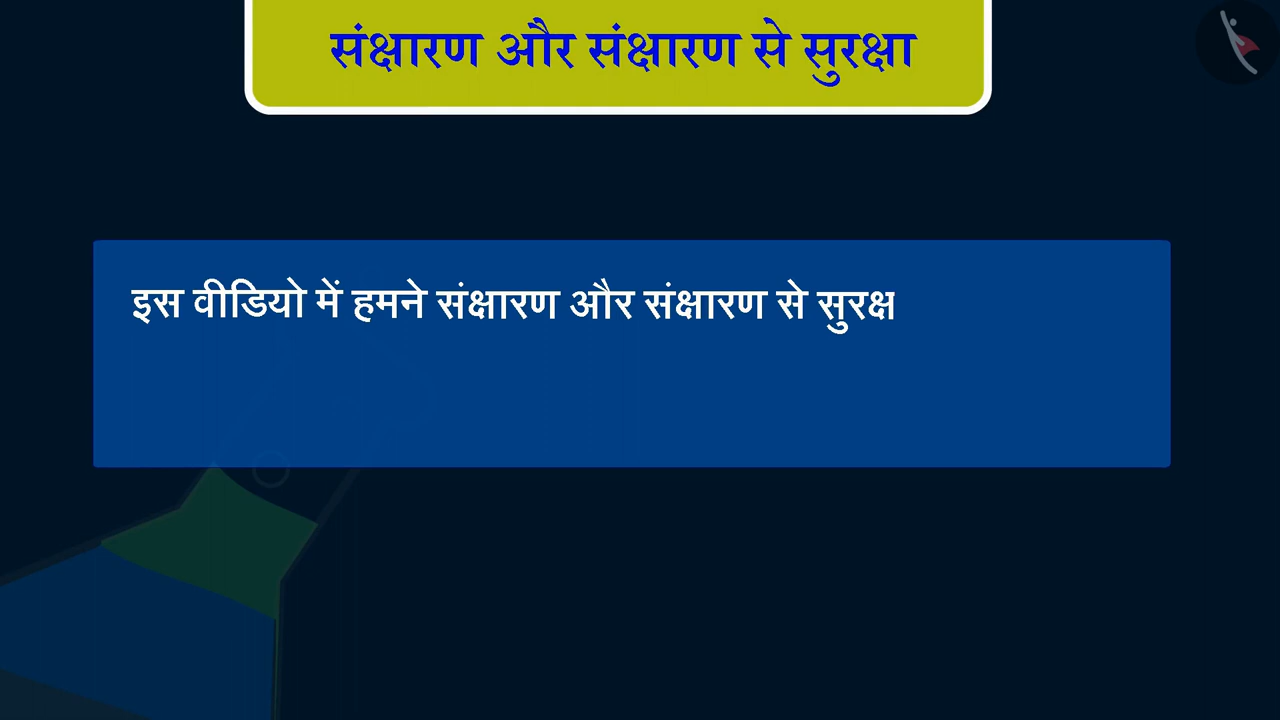 संक्षारण और संक्षारण से सुरक्षा
इस वीडियो में हमने संक्षारण और संक्षारण से सुरक्ष